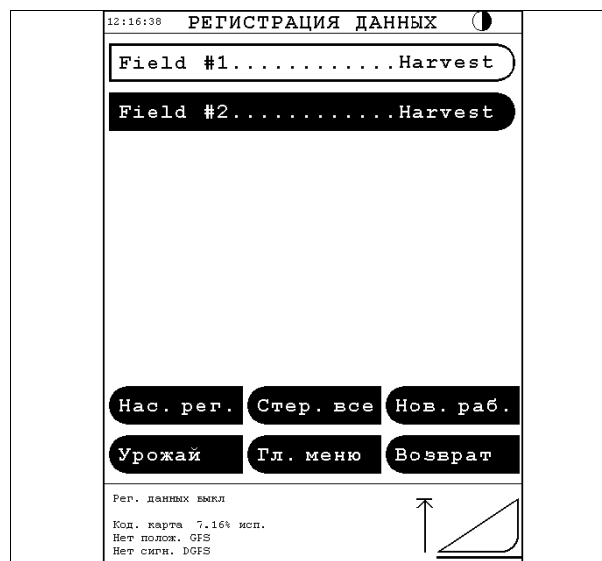 12:16:38 РЕГИСТРАЦИЯ ДАННЫХ
Field #1............Harvest
Field #2............Harvest
Нас. рег. Стер. все Нов. раб.
Урожай Гл. меню Возврат
Рег. данных выкл
Код. карта 7.16% исп.
Нет полож. GPS
Нет сигн. DGPS